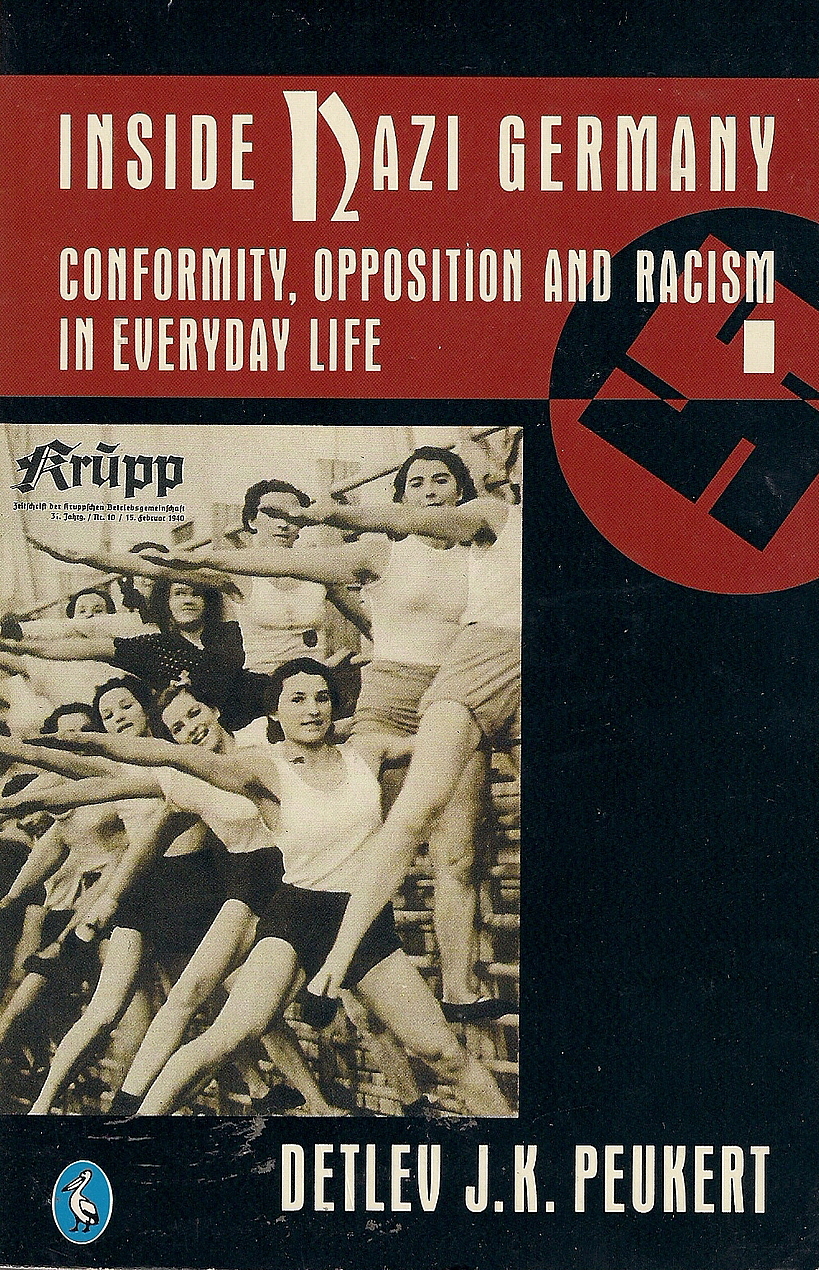 INSIDE NAZI GERMANY
CONFORMITY, OPPOSITION AND RACISM
IN EVERYDAY LIFE
Krupp
Zeitschrift der Kruppschen Betriebsgemeinschaft
31. Jahrg. / Nr. 10 / 15. Februar 1940
DETLEV J.K. PEUKERT